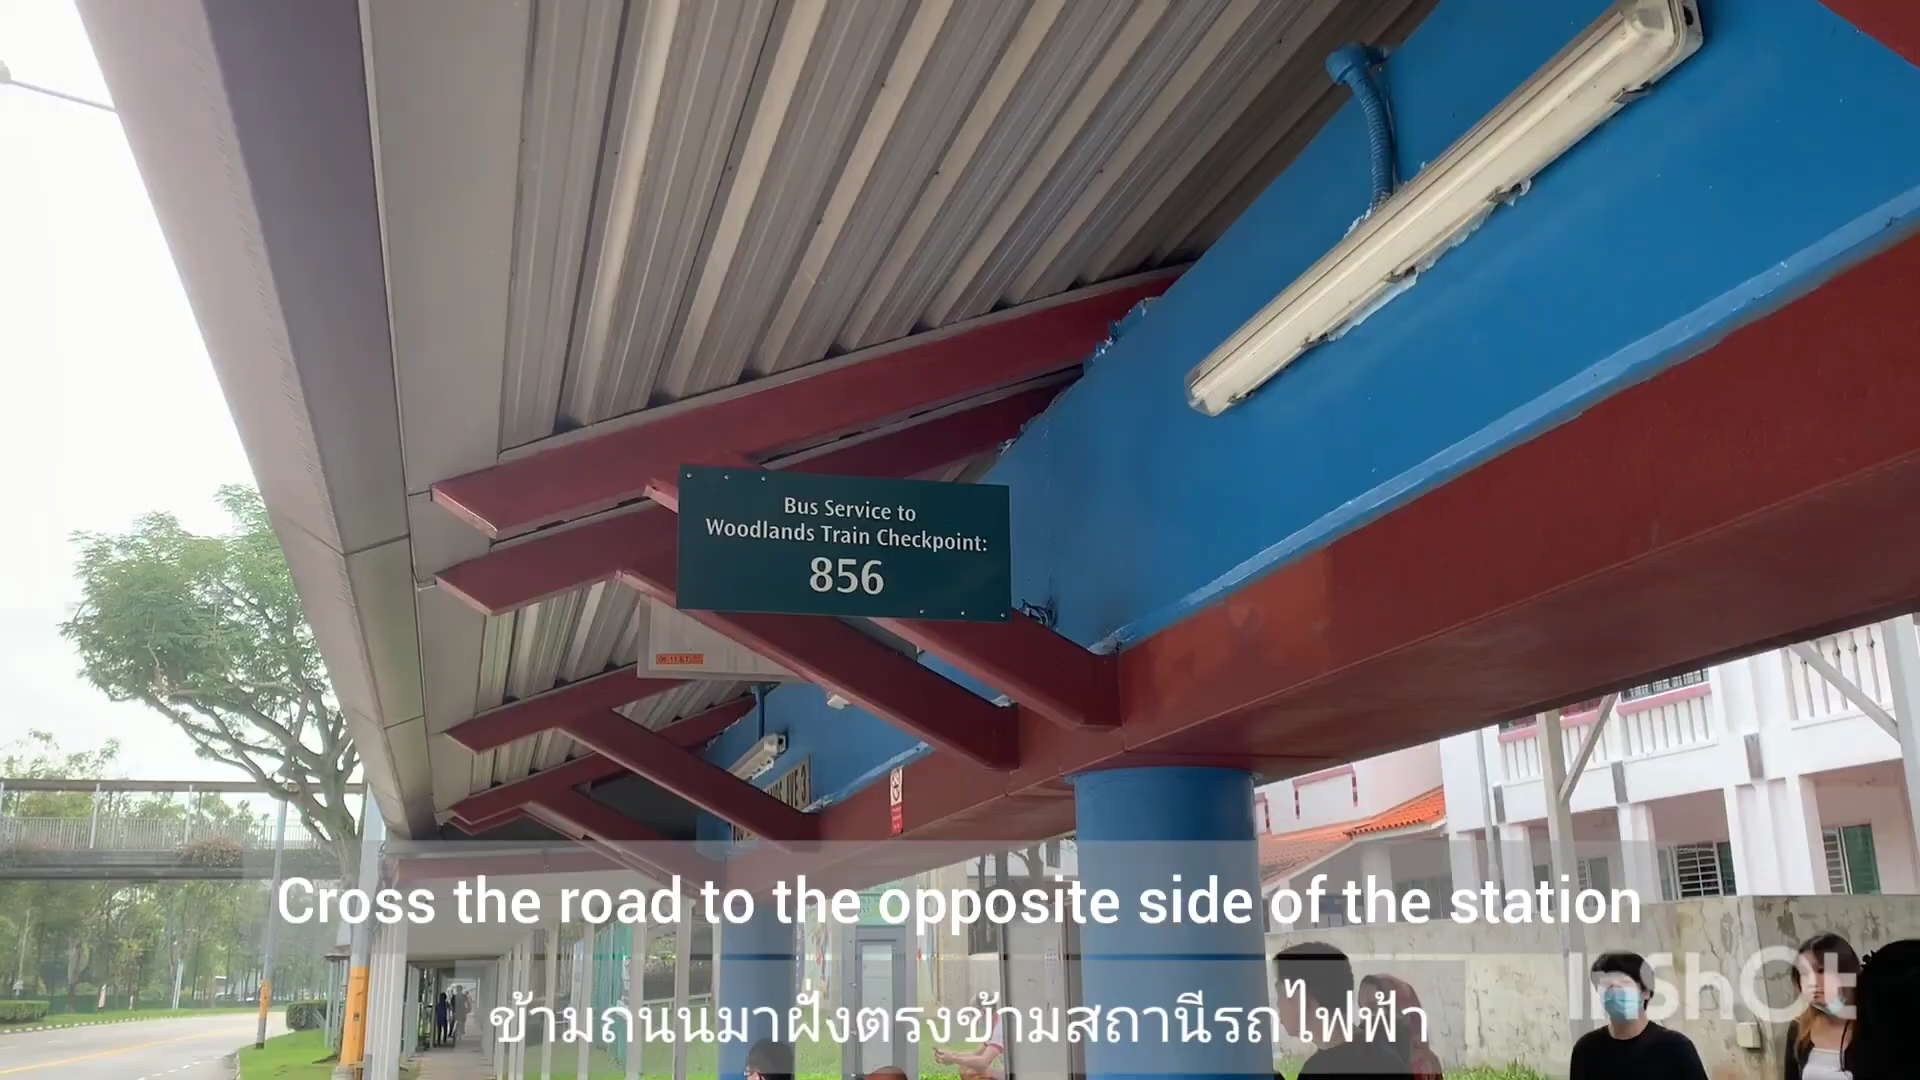 Bus Service to
Woodlands Train Checkpoint:
856
Cross the road to the opposite side of the station
ข้ามถนนมาฝั่งตรงข้ามสถานีรถไฟฟ้า
InShOt